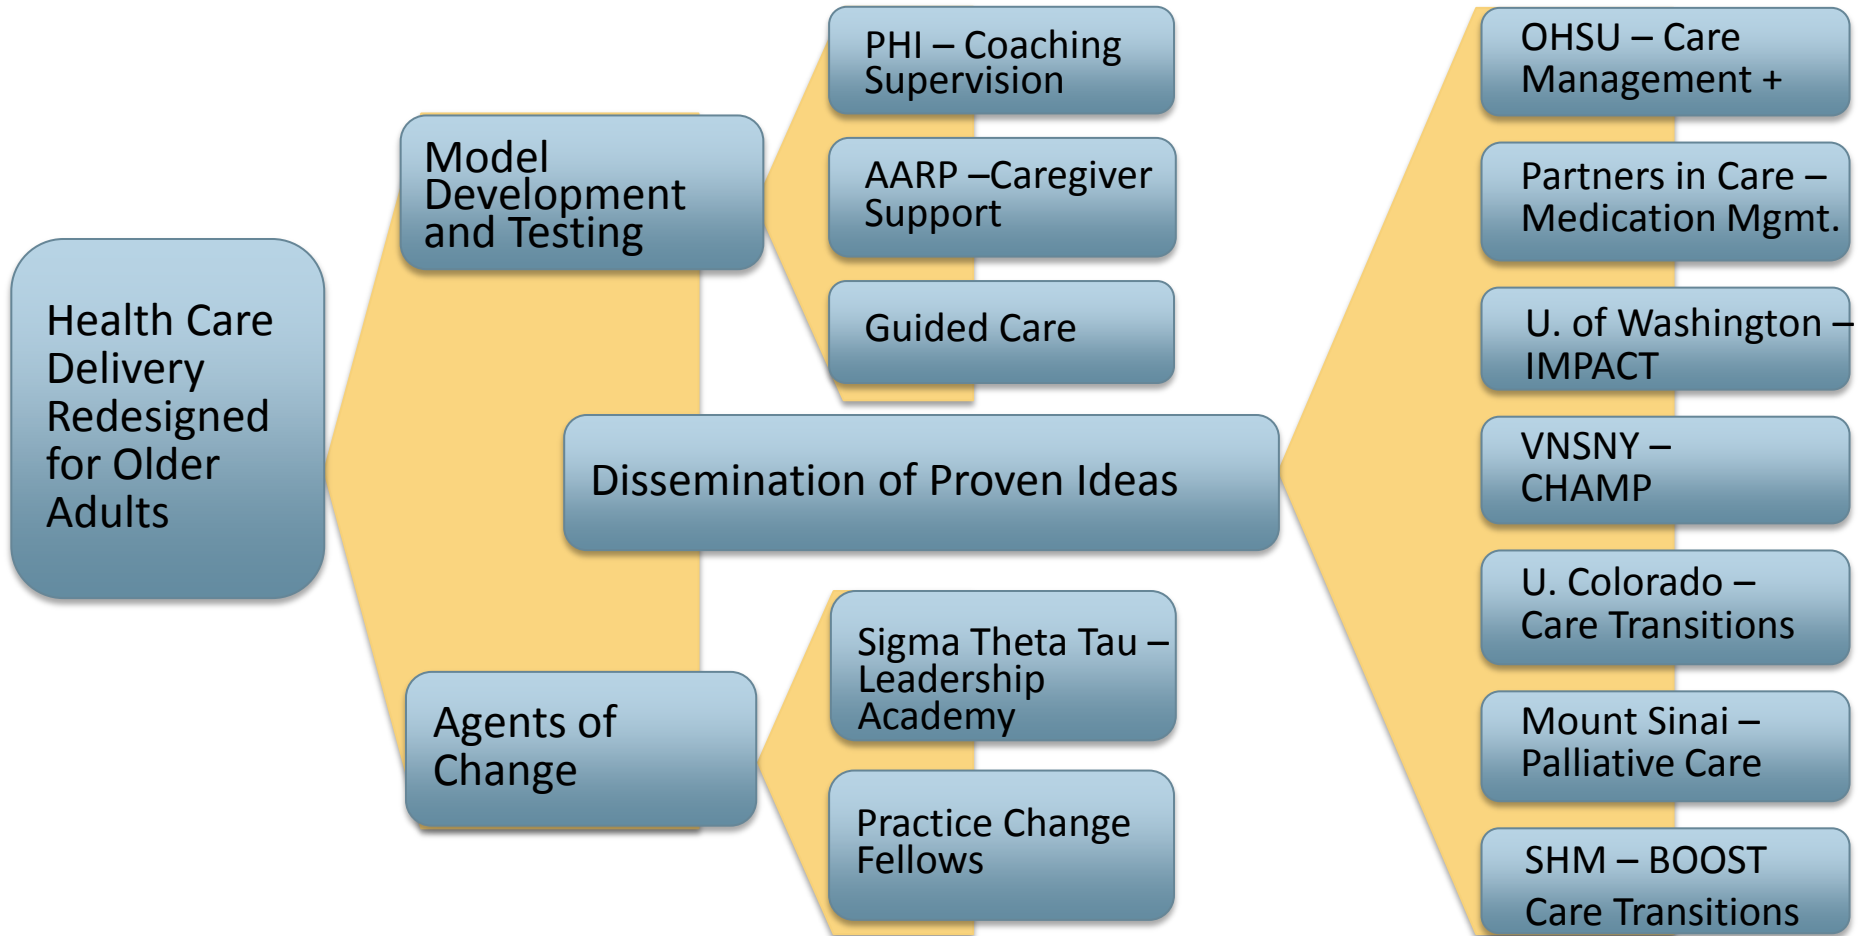 Health Care
Delivery
Redesigned
for Older
Adults
Model
Development
and Testing
PHI – Coaching
Supervision
AARP –Caregiver
Support
Guided Care
Dissemination of Proven Ideas
Agents of
Change
Sigma Theta Tau –
Leadership
Academy
Practice Change
Fellows
OHSU – Care
Management +
Partners in Care –
Medication Mgmt.
U. of Washington –
IMPACT
VNSNY –
CHAMP
U. Colorado –
Care Transitions
Mount Sinai –
Palliative Care
SHM – BOOST
Care Transitions